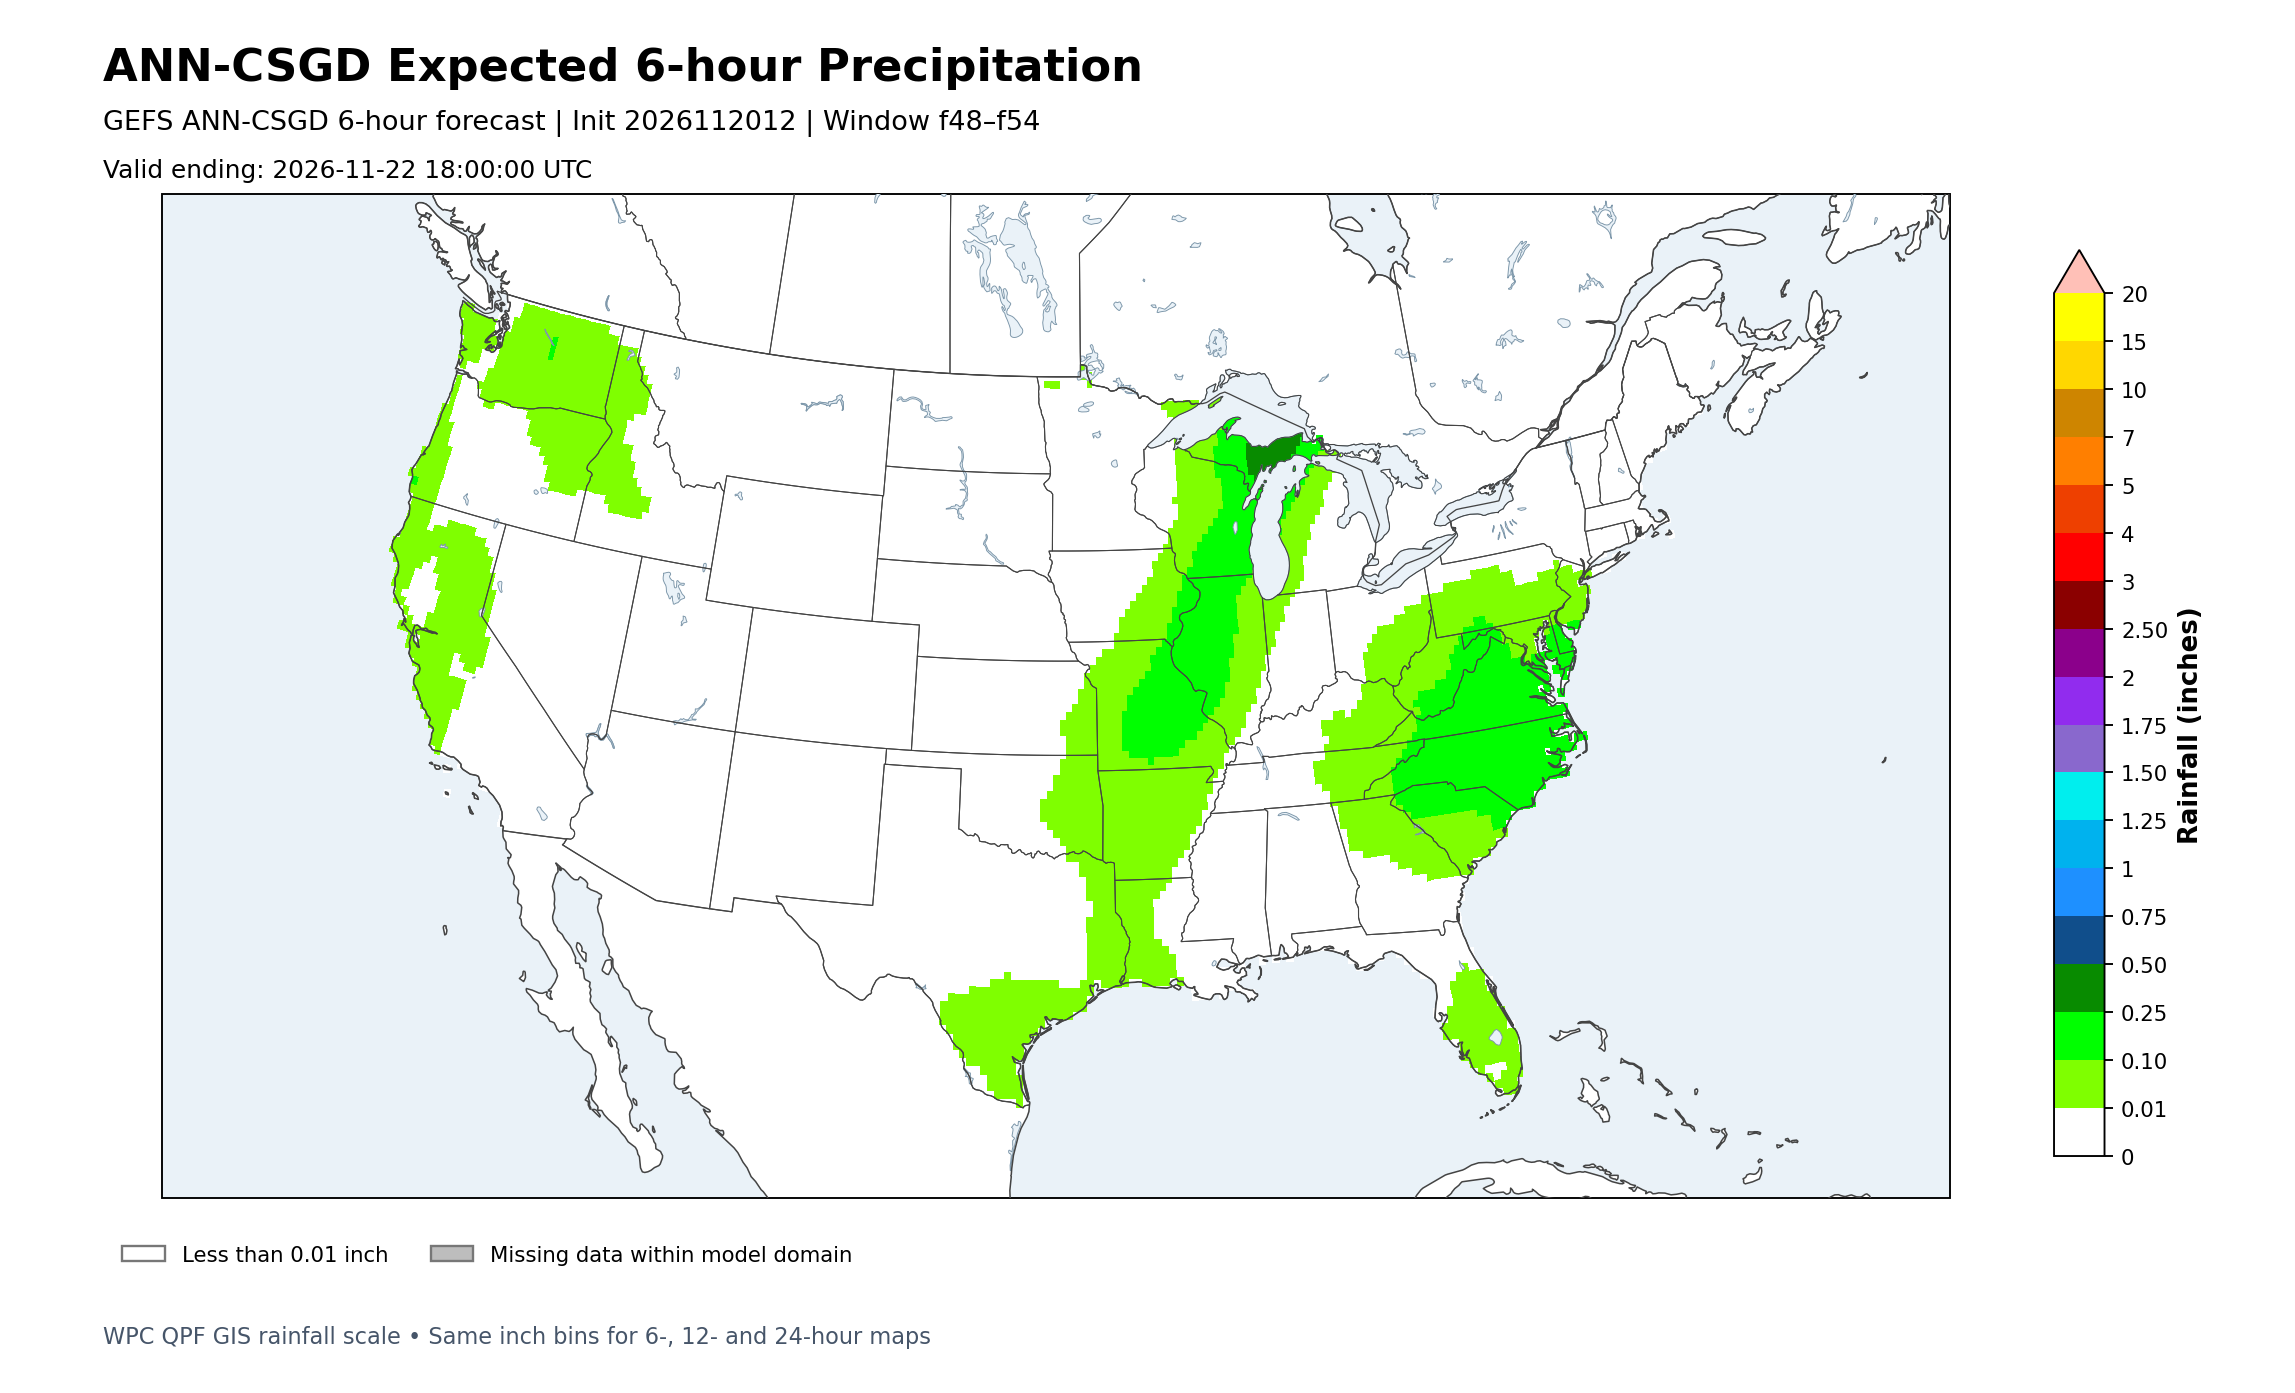 ANN-CSGD Expected 6-hour Precipitation
GEFS ANN-CSGD 6-hour forecast | Init 2026112012 | Window f48–f54
Valid ending: 2026-11-22 18:00:00 UTC
20
15
10
7
5
4
3
2.50
2
1.75
1.50
1.25
1
0.75
0.50
0.25
0.10
0.01
0
Rainfall (inches)
Less than 0.01 inch
Missing data within model domain
WPC QPF GIS rainfall scale • Same inch bins for 6-, 12- and 24-hour maps